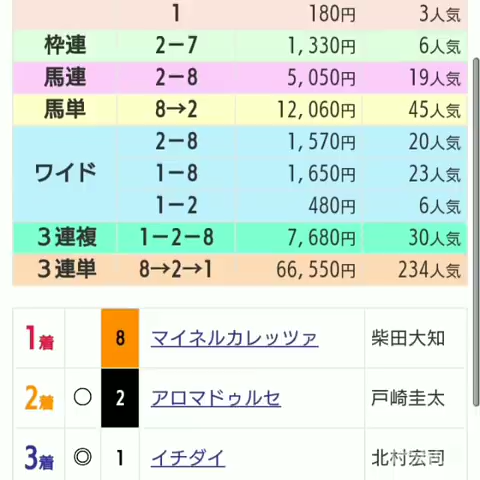 1 180円 3人気
枠連 2－7 1,330円 6人気
馬連 2－8 5,050円 19人気
馬単 8→2 12,060円 45人気
ワイド 2－8 1,570円 20人気
1－8 1,650円 23人気
1－2 480円 6人気
３連複 1－2－8 7,680円 30人気
３連単 8→2→1 66,550円 234人気
1着 8 マイネルカレッツァ 柴田大知
2着 ○ 2 アロマドゥルセ 戸崎圭太
3着 ◎ 1 イチダイ 北村宏司